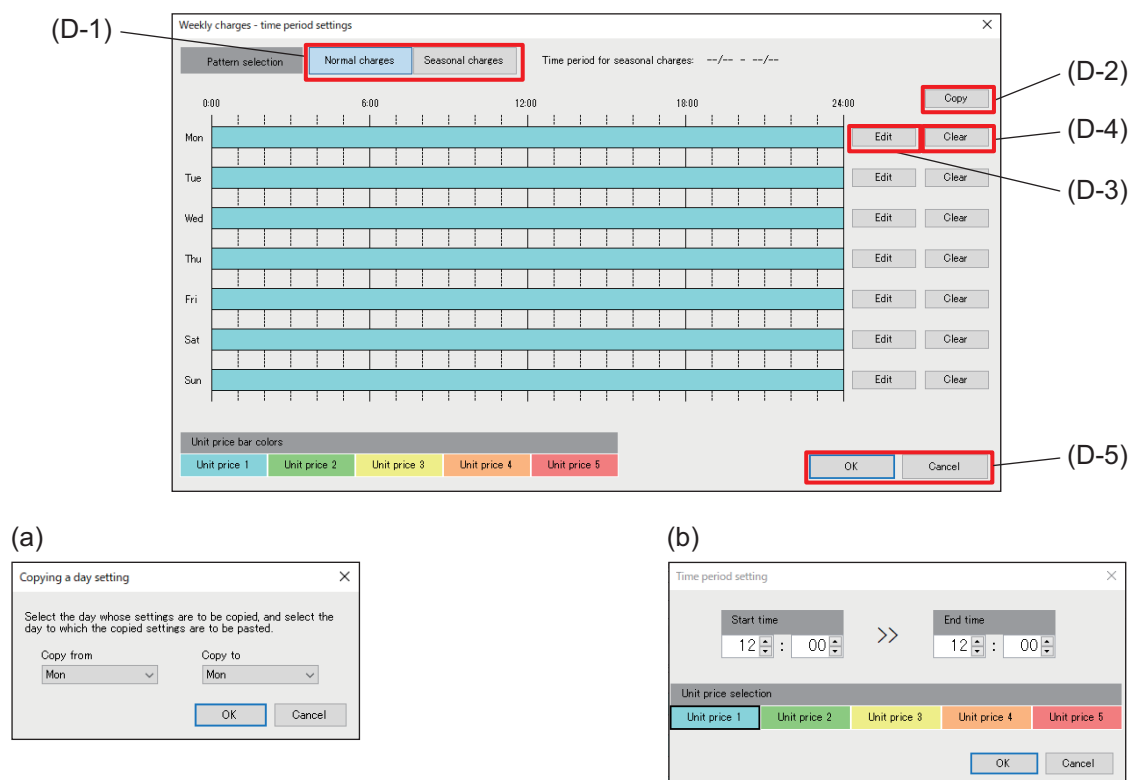 Weekly charges - time period settings
(D-1)
Pattern selection Normal charges Seasonal charges Time period for seasonal charges: --/-- - --/--
(D-2)
Copy
0:00 6:00 12:00 18:00 24:00
Mon Edit Clear
(D-4)
(D-3)
Tue Edit Clear
Wed Edit Clear
Thu Edit Clear
Fri Edit Clear
Sat Edit Clear
Sun Edit Clear
Unit price bar colors
Unit price 1 Unit price 2 Unit price 3 Unit price 4 Unit price 5
OK Cancel
(D-5)
(a)
Copying a day setting
Select the day whose settings are to be copied, and select the
day to which the copied settings are to be pasted.
Copy from Copy to
Mon Mon
OK Cancel
(b)
Time period setting
Start time End time
12 : 00 >> 12 : 00
Unit price selection
Unit price 1 Unit price 2 Unit price 3 Unit price 4 Unit price 5
OK Cancel